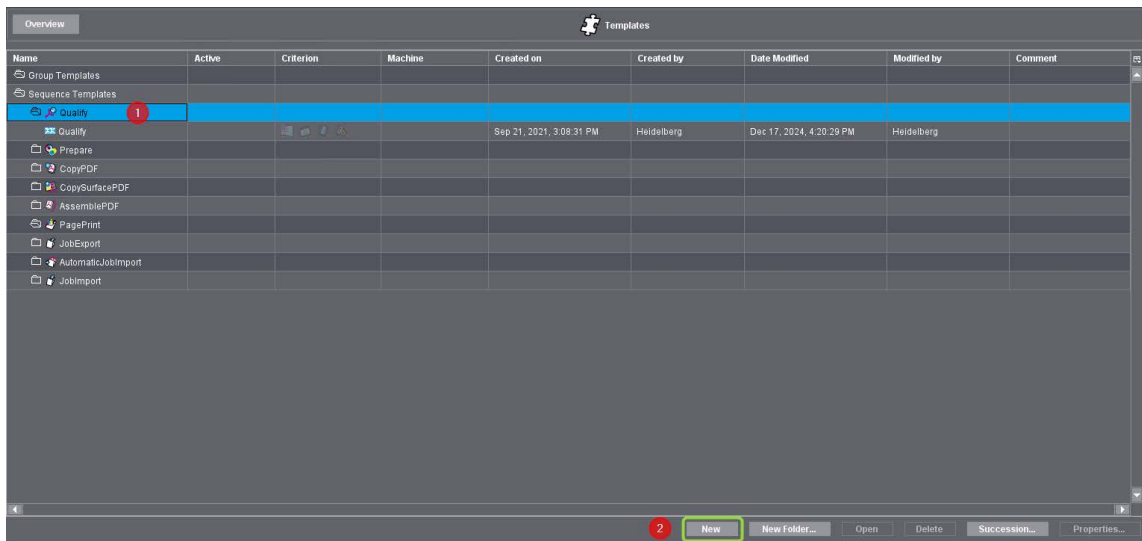 Overview
Templates
Name Active Criterion Machine Created on Created by Date Modified Modified by Comment
Group Templates
Sequence Templates
Qualify 1
Qualify Sep 21, 2021, 3:08:31 PM Heidelberg Dec 17, 2024, 4:20:29 PM Heidelberg
Prepare
CopyPDF
CopySurfacePDF
AssemblePDF
PagePrint
JobExport
AutomaticJobImport
JobImport
2 New New Folder... Open Delete Succession... Properties...